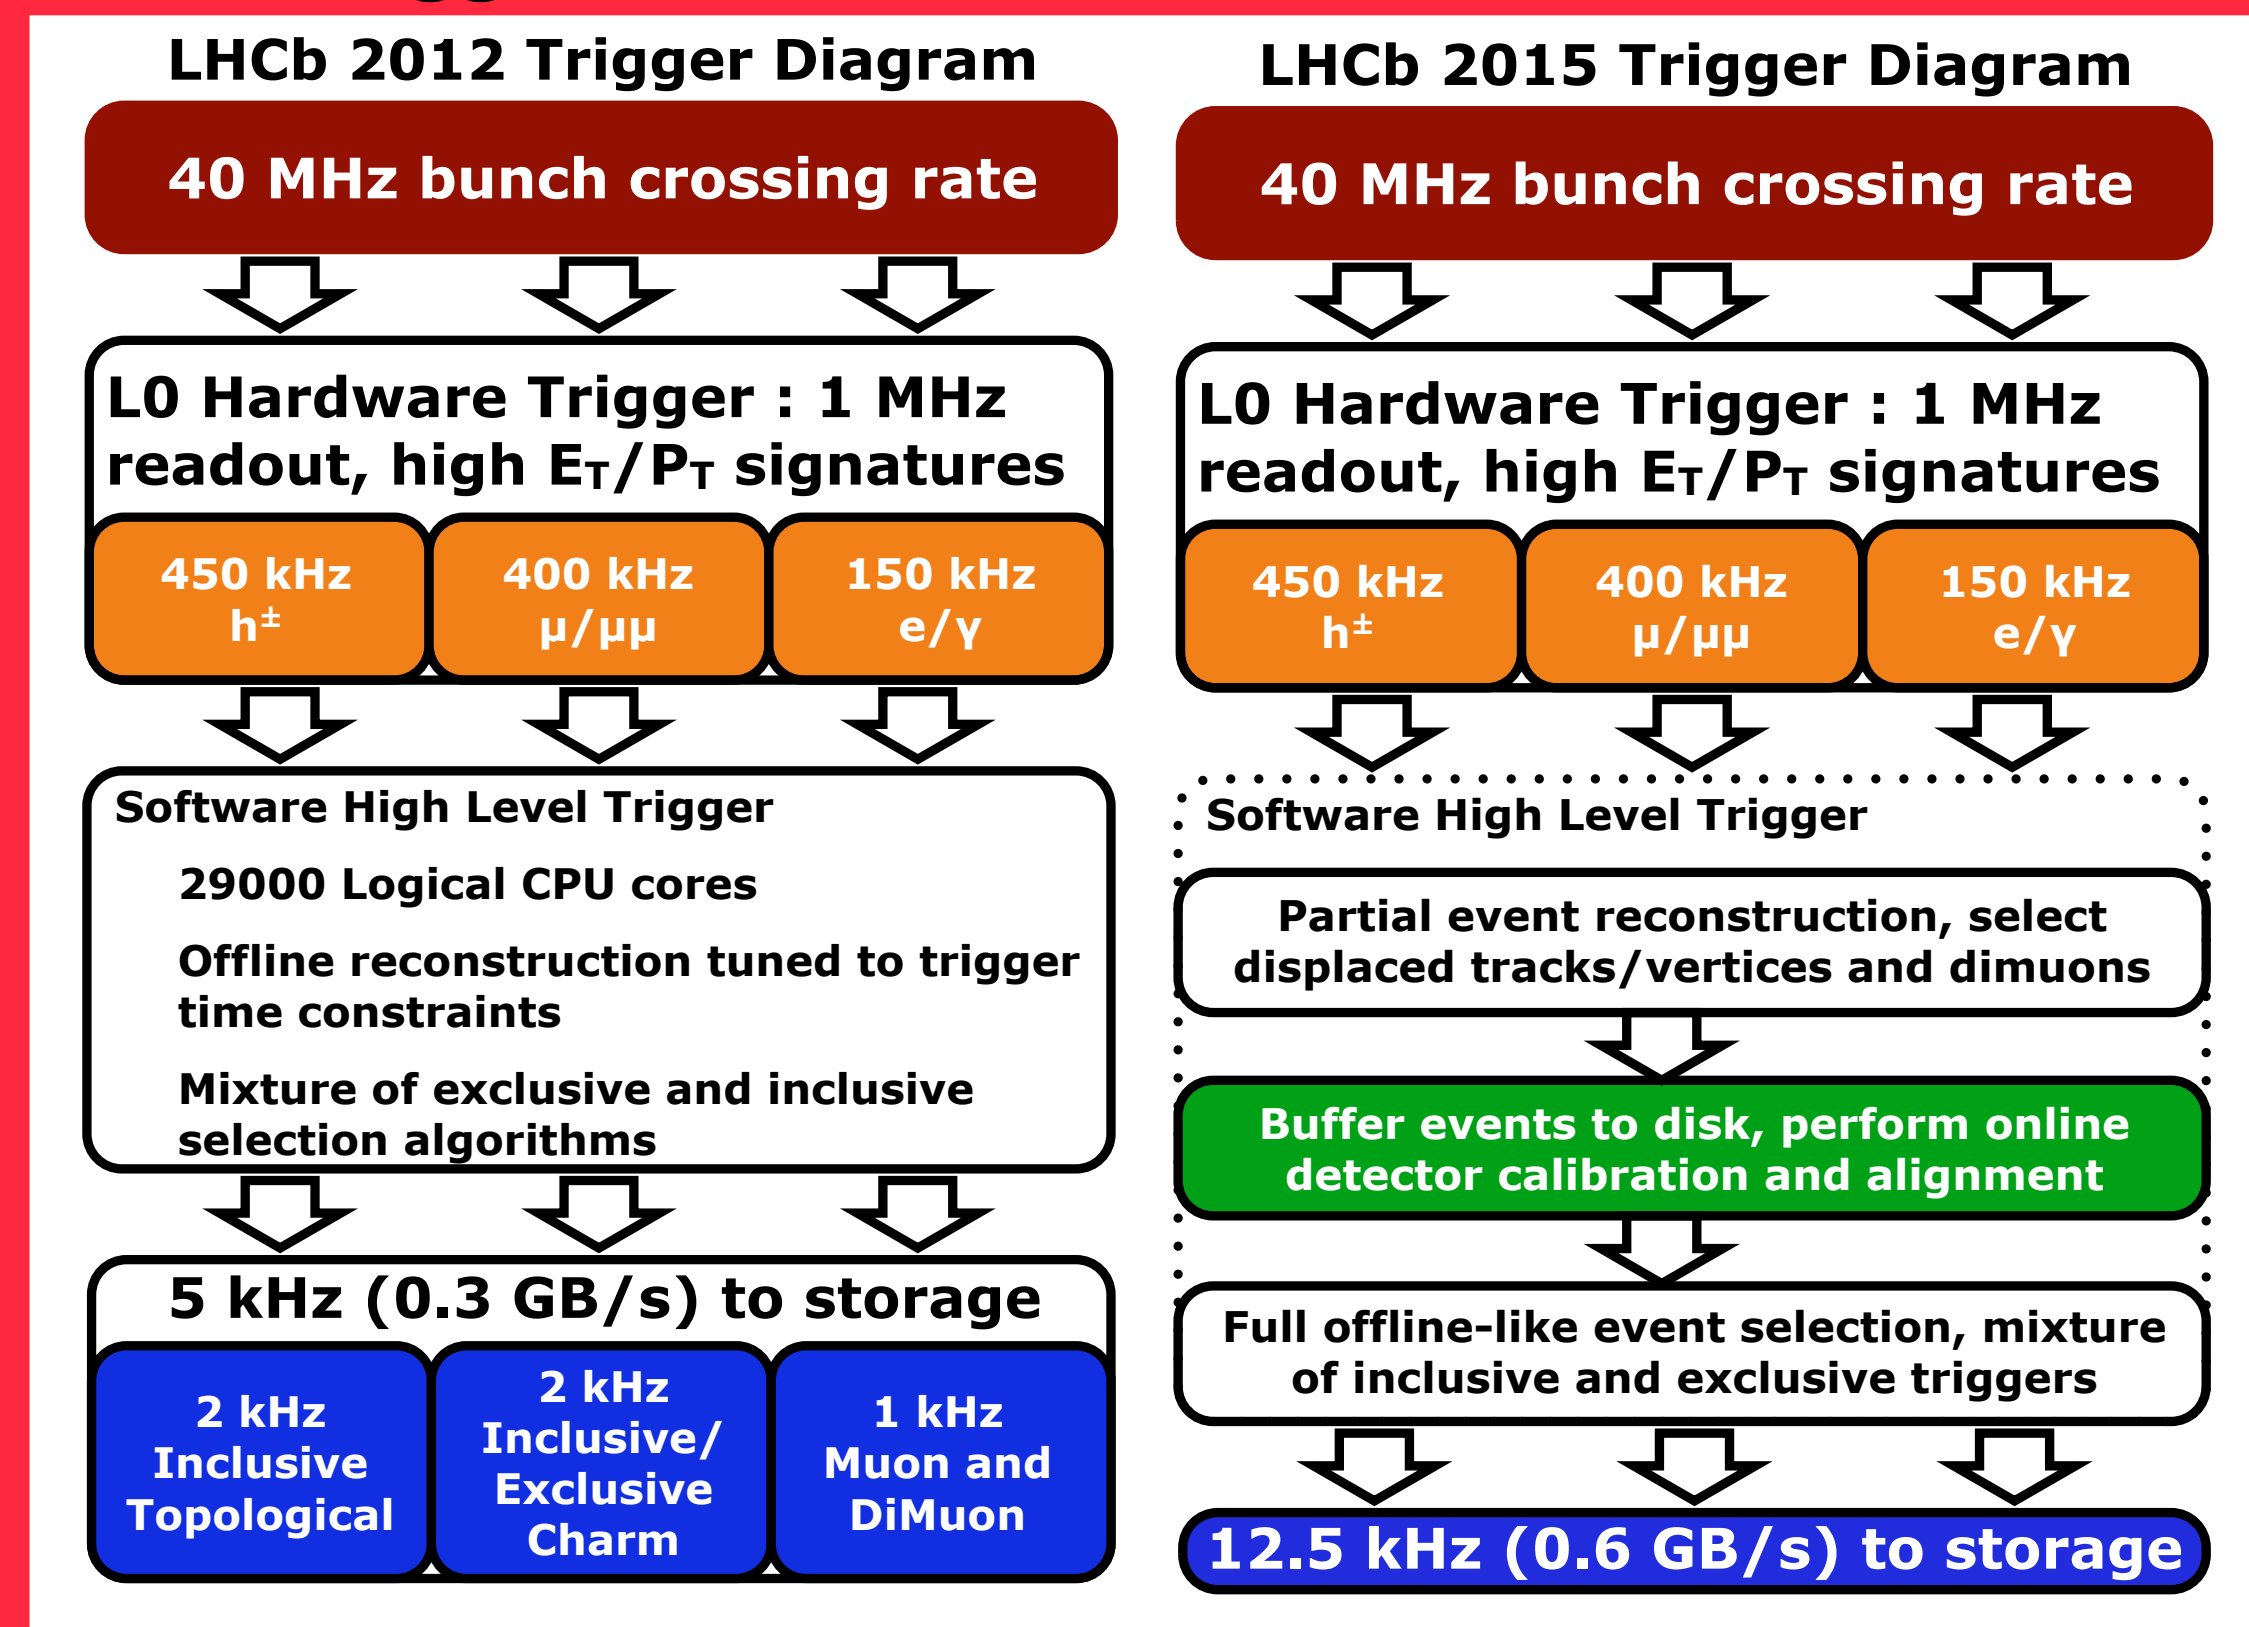 LHCb 2012 Trigger Diagram
40 MHz bunch crossing rate
L0 Hardware Trigger : 1 MHz
readout, high E_T/P_T signatures
450 kHz
h±
400 kHz
µ/µµ
150 kHz
e/γ
Software High Level Trigger
29000 Logical CPU cores
Offline reconstruction tuned to trigger
time constraints
Mixture of exclusive and inclusive
selection algorithms
5 kHz (0.3 GB/s) to storage
2 kHz
Inclusive
Topological
2 kHz
Inclusive/
Exclusive
Charm
1 kHz
Muon and
DiMuon
LHCb 2015 Trigger Diagram
40 MHz bunch crossing rate
L0 Hardware Trigger : 1 MHz
readout, high E_T/P_T signatures
450 kHz
h±
400 kHz
µ/µµ
150 kHz
e/γ
Software High Level Trigger
Partial event reconstruction, select
displaced tracks/vertices and dimuons
Buffer events to disk, perform online
detector calibration and alignment
Full offline-like event selection, mixture
of inclusive and exclusive triggers
12.5 kHz (0.6 GB/s) to storage